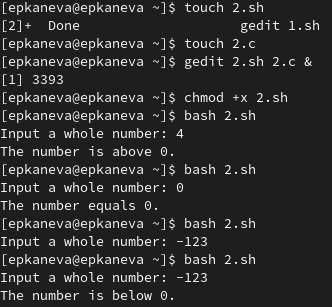 [epkaneva@epkaneva ~]$ touch 2.sh
[2]+  Done                    gedit 1.sh
[epkaneva@epkaneva ~]$ touch 2.c
[epkaneva@epkaneva ~]$ gedit 2.sh 2.c &
[1] 3393
[epkaneva@epkaneva ~]$ chmod +x 2.sh
[epkaneva@epkaneva ~]$ bash 2.sh
Input a whole number: 4
The number is above 0.
[epkaneva@epkaneva ~]$ bash 2.sh
Input a whole number: 0
The number equals 0.
[epkaneva@epkaneva ~]$ bash 2.sh
Input a whole number: -123
[epkaneva@epkaneva ~]$ bash 2.sh
Input a whole number: -123
The number is below 0.